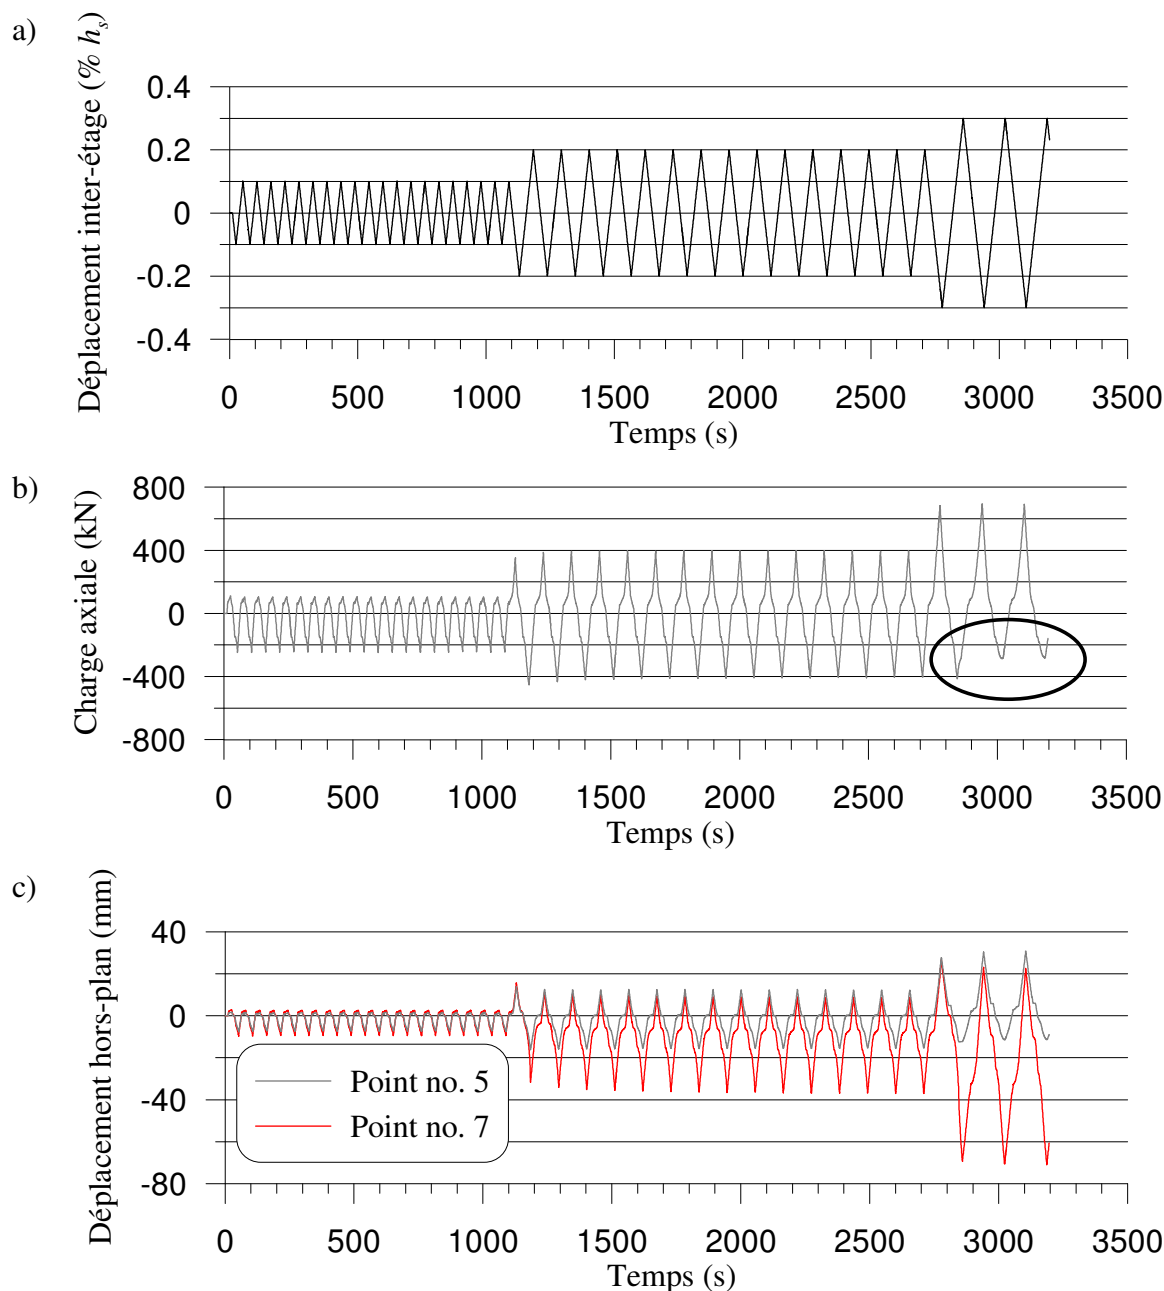 a)
Déplacement inter-étage (% hs)
0.4
0.2
0
-0.2
-0.4
0 500 1000 1500 2000 2500 3000 3500
Temps (s)
b)
Charge axiale (kN)
800
400
0
-400
-800
0 500 1000 1500 2000 2500 3000 3500
Temps (s)
c)
Déplacement hors-plan (mm)
40
0
-40
-80
Point no. 5
Point no. 7
0 500 1000 1500 2000 2500 3000 3500
Temps (s)